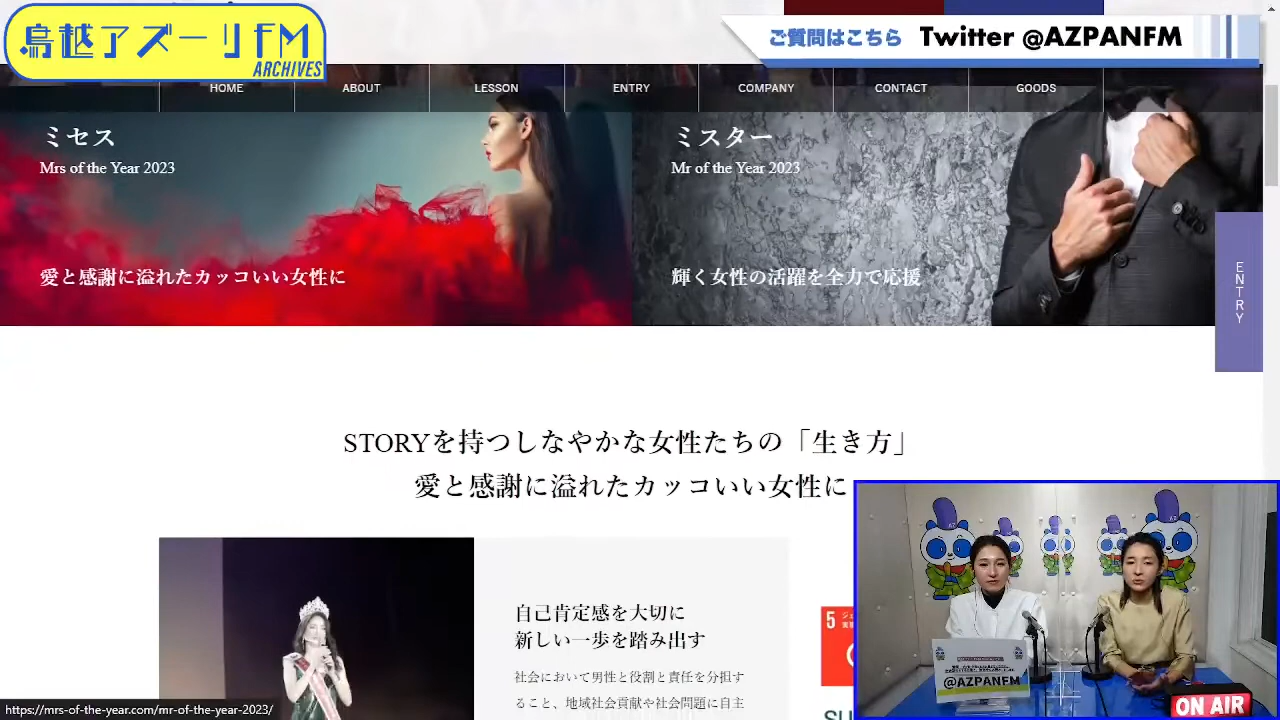 鳥越アズーリFM
ARCHIVES
ご質問はこちら Twitter @AZPANFM
HOME ABOUT LESSON ENTRY COMPANY CONTACT GOODS
ミセス
Mrs of the Year 2023
愛と感謝に溢れたカッコいい女性に
ミスター
Mr of the Year 2023
輝く女性の活躍を全力で応援
ENTRY
STORYを持つしなやかな女性たちの「生き方」
愛と感謝に溢れたカッコいい女性に
自己肯定感を大切に
新しい一歩を踏み出す
社会において男性と役割と責任を分担す
ること、地域社会貢献や社会問題に自主
5
@AZPANFM
ON AIR
https://mrs-of-the-year.com/mr-of-the-year-2023/